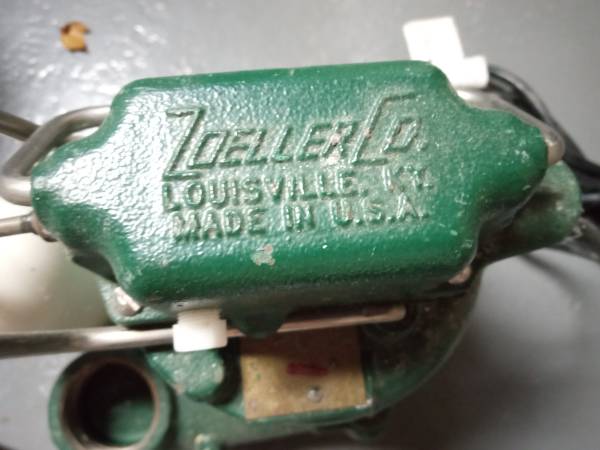 ZOELLER CO.
LOUISVILLE, KY.
MADE IN U.S.A.